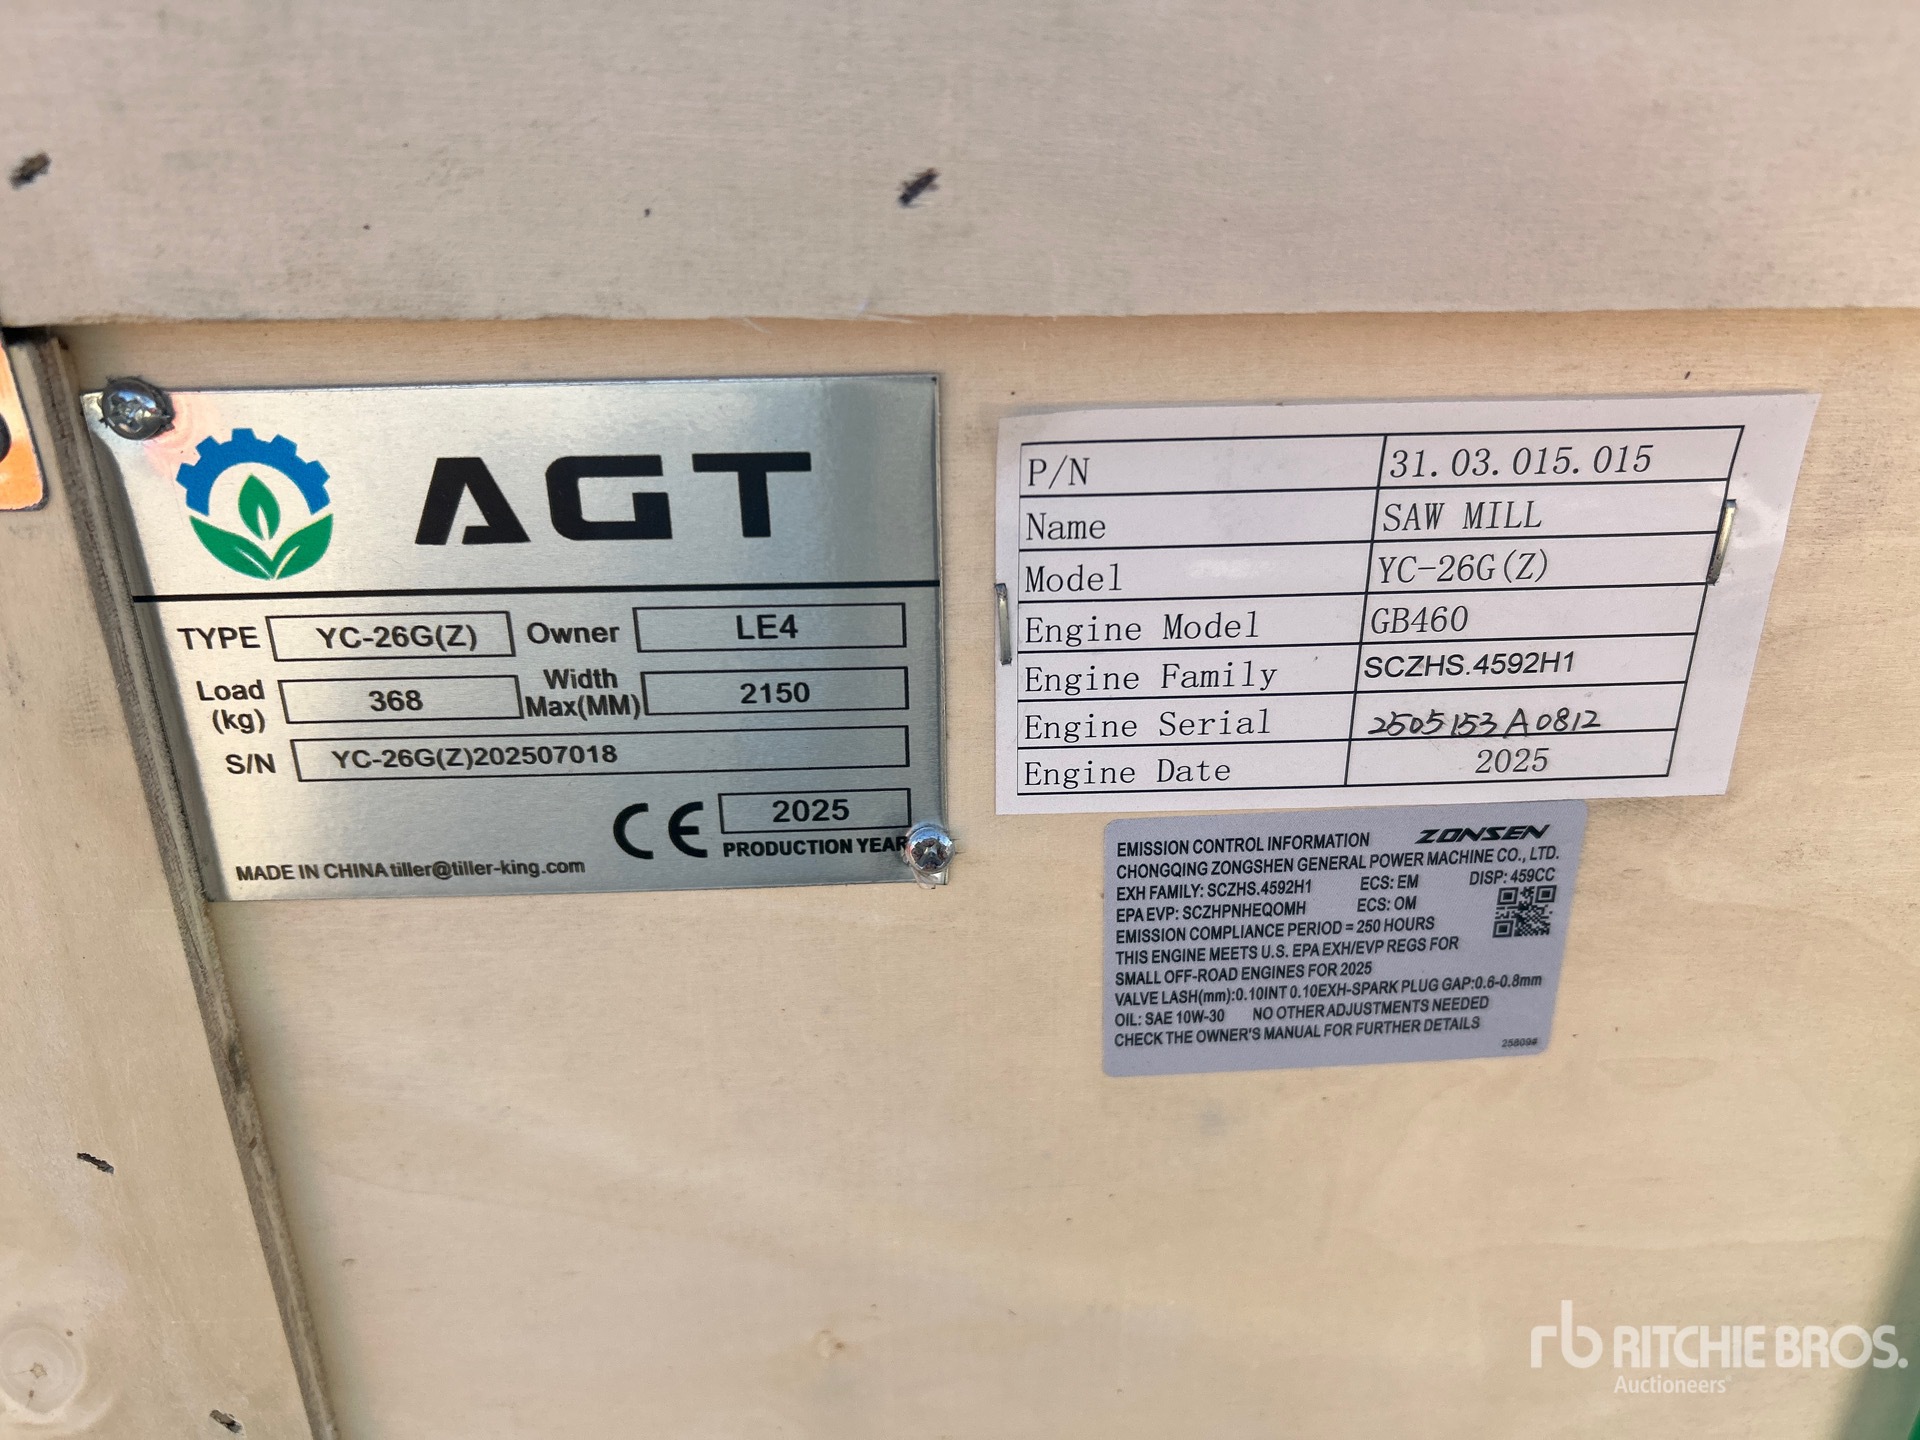 AGT
TYPE YC-26G(Z) Owner LE4
Load (kg) 368 Width Max(MM) 2150
S/N YC-26G(Z)202507018
CE 2025
PRODUCTION YEAR
MADE IN CHINA tiller@tiller-king.com
P/N 31.03.015.015
Name SAW MILL
Model YC-26G(Z)
Engine Model GB460
Engine Family SCZHS.4592H1
Engine Serial 2505153A0812
Engine Date 2025
EMISSION CONTROL INFORMATION ZONSEN
CHONGQING ZONGSHEN GENERAL POWER MACHINE CO., LTD.
EXH FAMILY: SCZHS.4592H1 ECS: EM DISP: 459CC
EPA EVP: SCZHPNHEQOMH ECS: OM
EMISSION COMPLIANCE PERIOD = 250 HOURS
THIS ENGINE MEETS U.S. EPA EXH/EVP REGS FOR
SMALL OFF-ROAD ENGINES FOR 2025
VALVE LASH(mm):0.10INT 0.10EXH-SPARK PLUG GAP:0.6-0.8mm
OIL: SAE 10W-30 NO OTHER ADJUSTMENTS NEEDED
CHECK THE OWNER'S MANUAL FOR FURTHER DETAILS
rb RITCHIE BROS.
Auctioneers